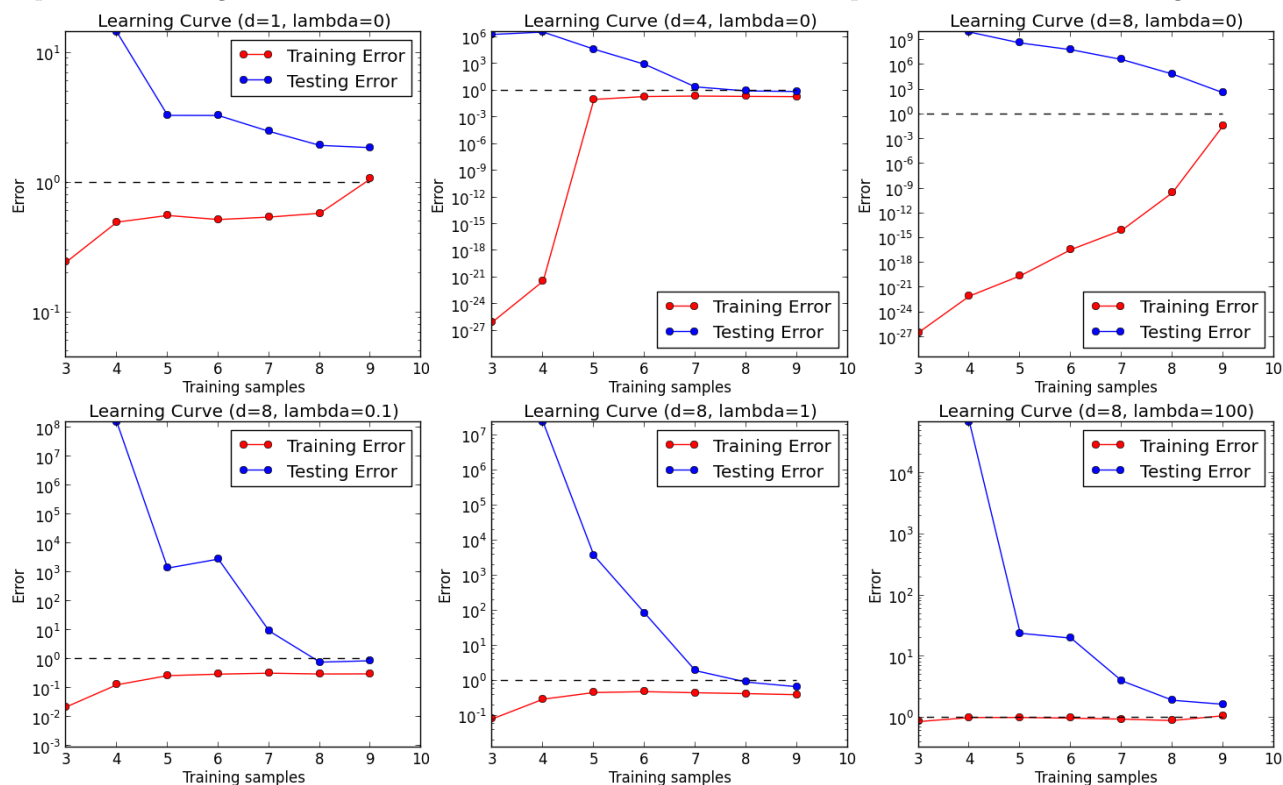 Learning Curve (d=1, lambda=0)
10^1
10^0
10^-1
Error
Training Error
Testing Error
3 4 5 6 7 8 9 10
Training samples
Learning Curve (d=4, lambda=0)
10^6
10^3
10^0
10^-3
10^-6
10^-9
10^-12
10^-15
10^-18
10^-21
10^-24
10^-27
Error
Training Error
Testing Error
3 4 5 6 7 8 9 10
Training samples
Learning Curve (d=8, lambda=0)
10^9
10^6
10^3
10^0
10^-3
10^-6
10^-9
10^-12
10^-15
10^-18
10^-21
10^-24
10^-27
Error
Training Error
Testing Error
3 4 5 6 7 8 9 10
Training samples
Learning Curve (d=8, lambda=0.1)
10^8
10^7
10^6
10^5
10^4
10^3
10^2
10^1
10^0
10^-1
10^-2
10^-3
Error
Training Error
Testing Error
3 4 5 6 7 8 9 10
Training samples
Learning Curve (d=8, lambda=1)
10^7
10^6
10^5
10^4
10^3
10^2
10^1
10^0
10^-1
Error
Training Error
Testing Error
3 4 5 6 7 8 9 10
Training samples
Learning Curve (d=8, lambda=100)
10^4
10^3
10^2
10^1
10^0
Error
Training Error
Testing Error
3 4 5 6 7 8 9 10
Training samples